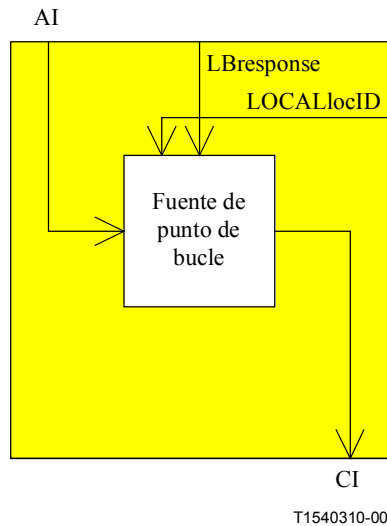 AI
LBresponse
LOCALlocID
Fuente de
punto de
bucle
CI
T1540310-00